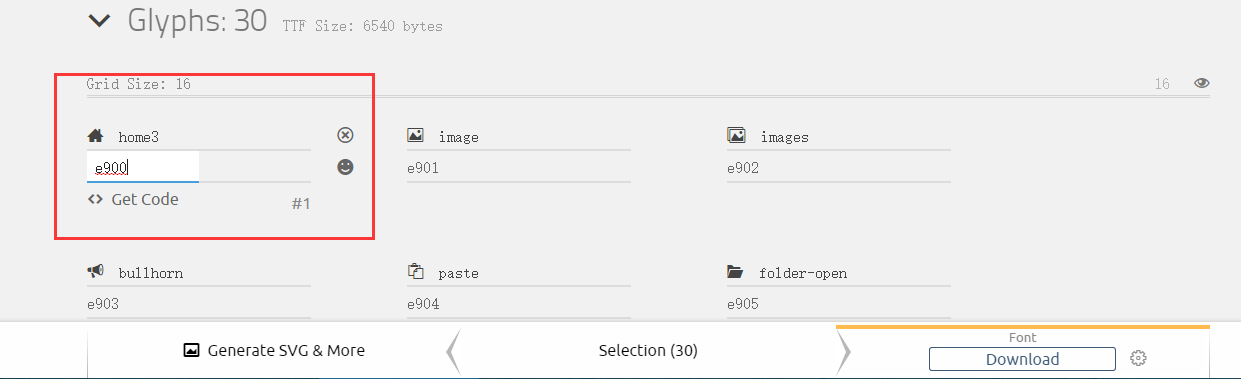 Glyphs: 30 TTF Size: 6540 bytes
Grid Size: 16 16
home3 image images
e900 e901 e902
Get Code #1
bullhorn paste folder-open
e903 e904 e905
Generate SVG & More Selection (30) Font
Download